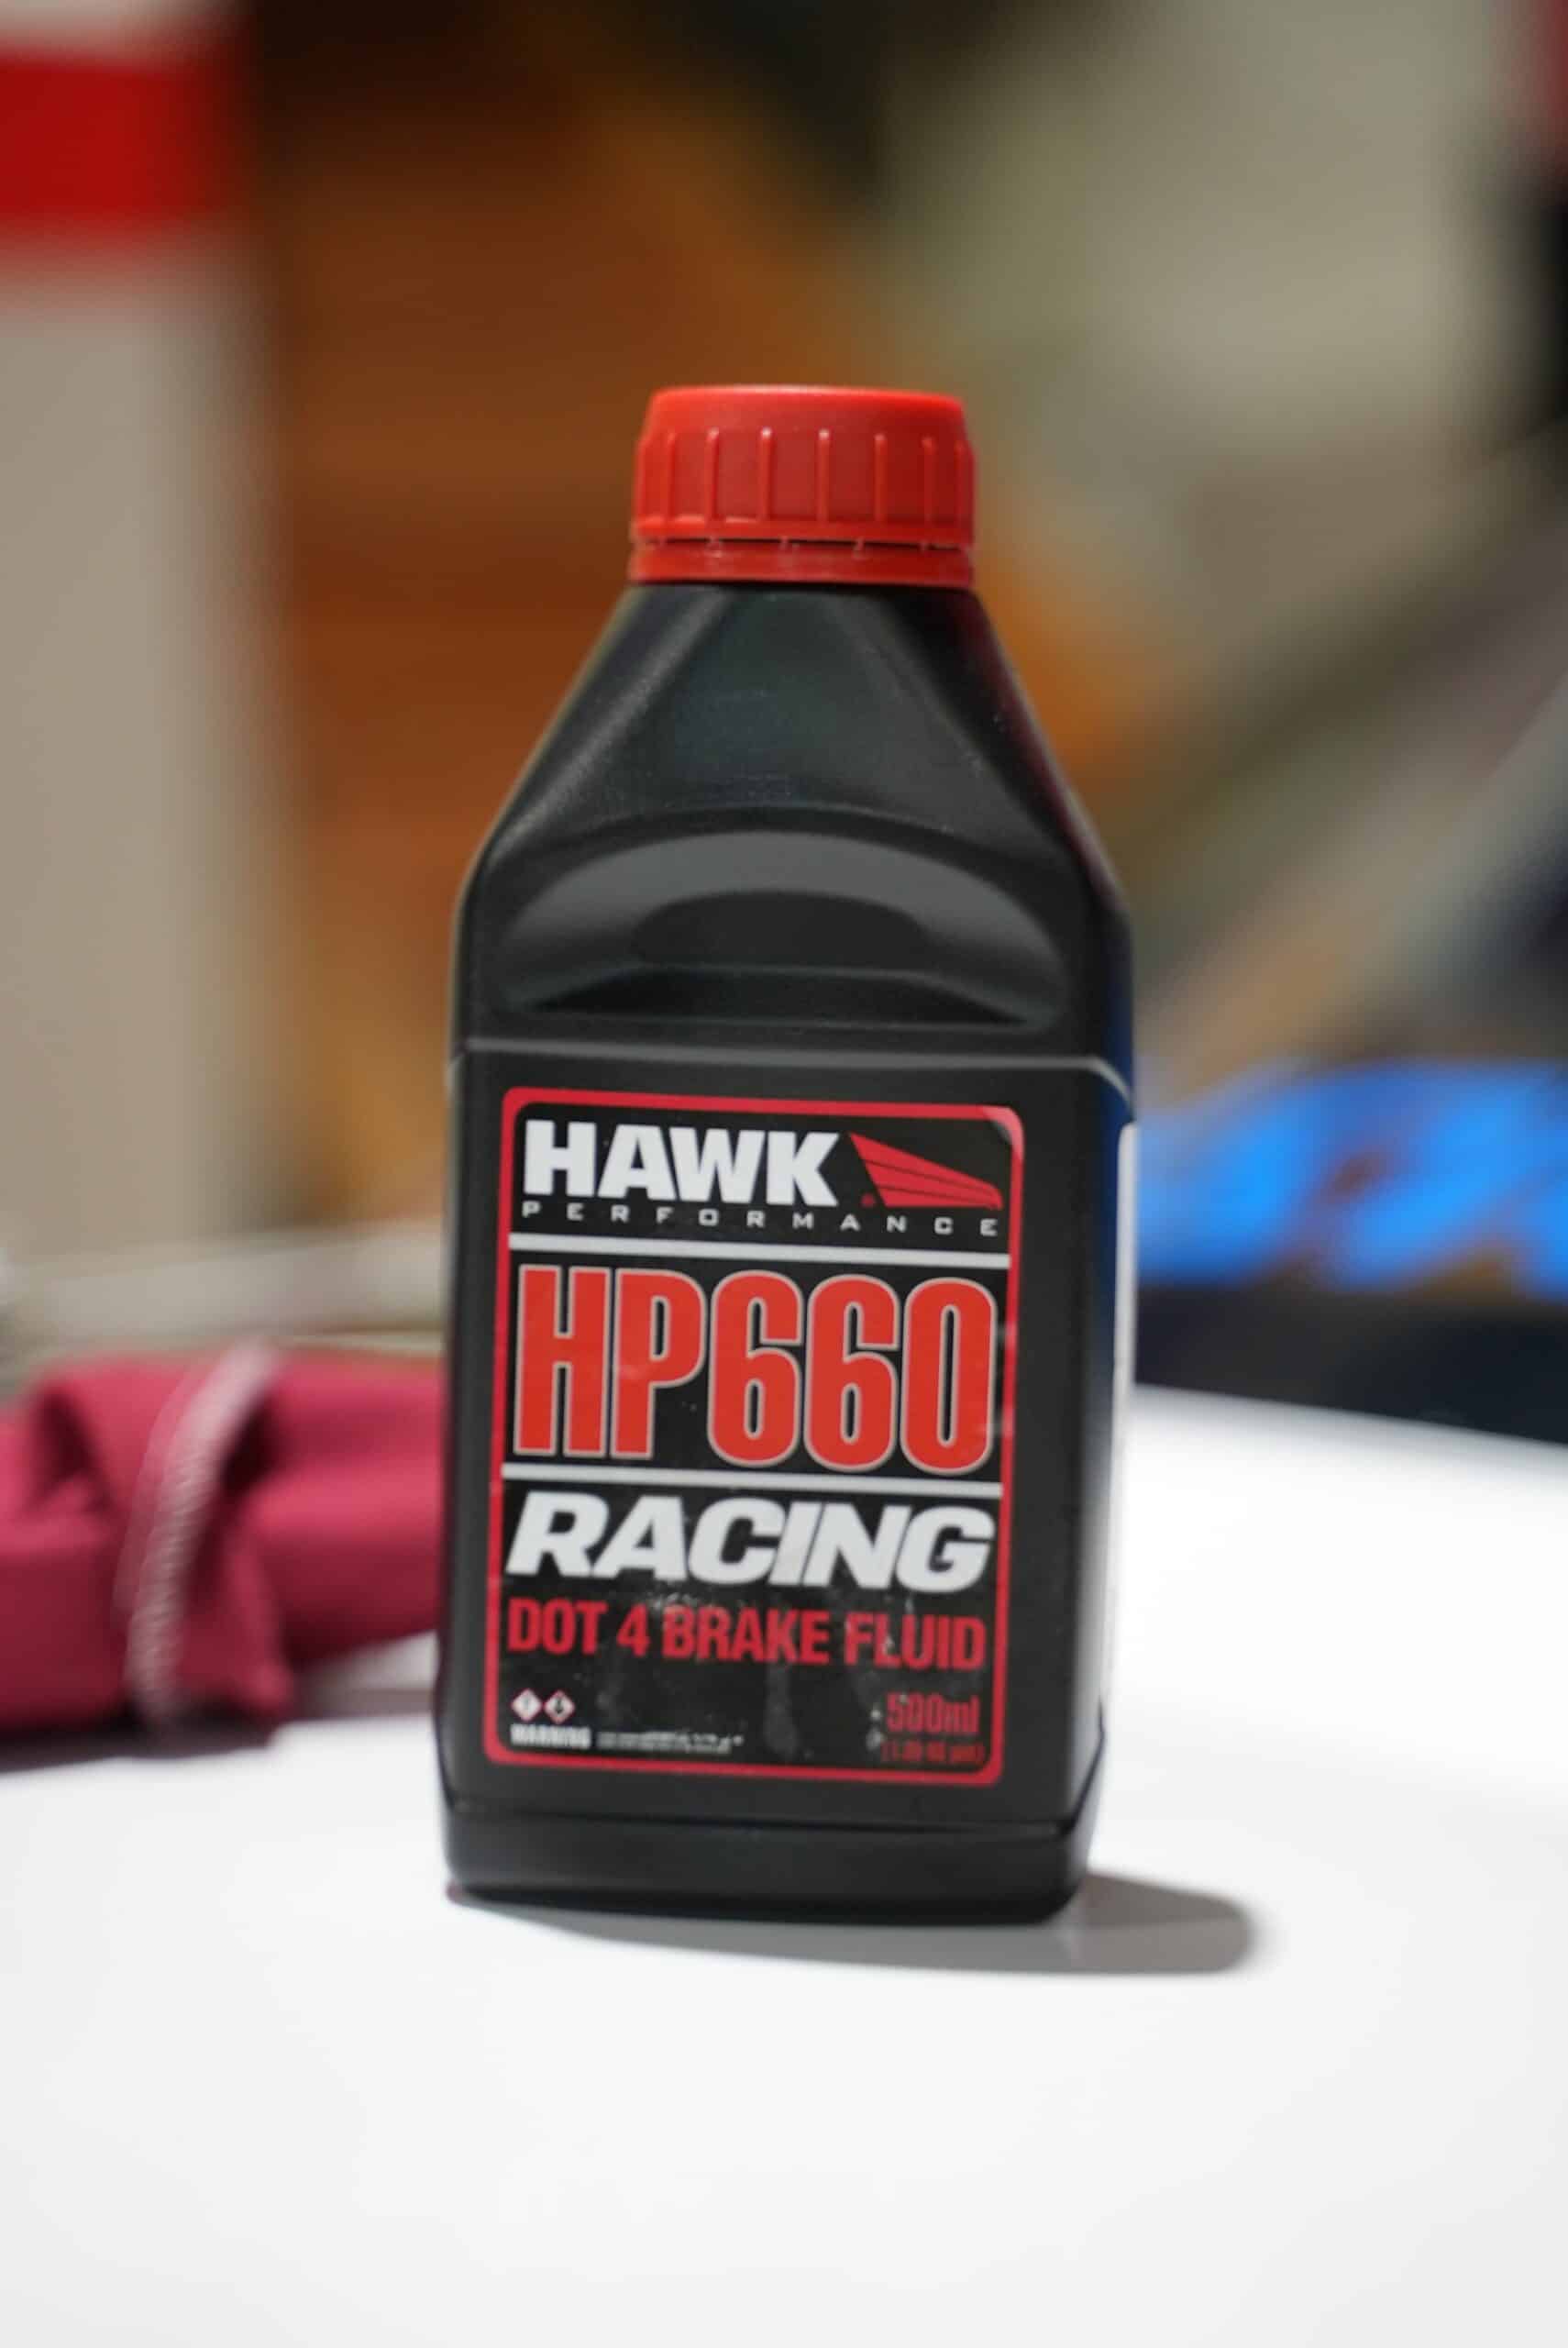 HAWK
PERFORMANCE
HP660
RACING
DOT 4 BRAKE FLUID
500ml
WARNING